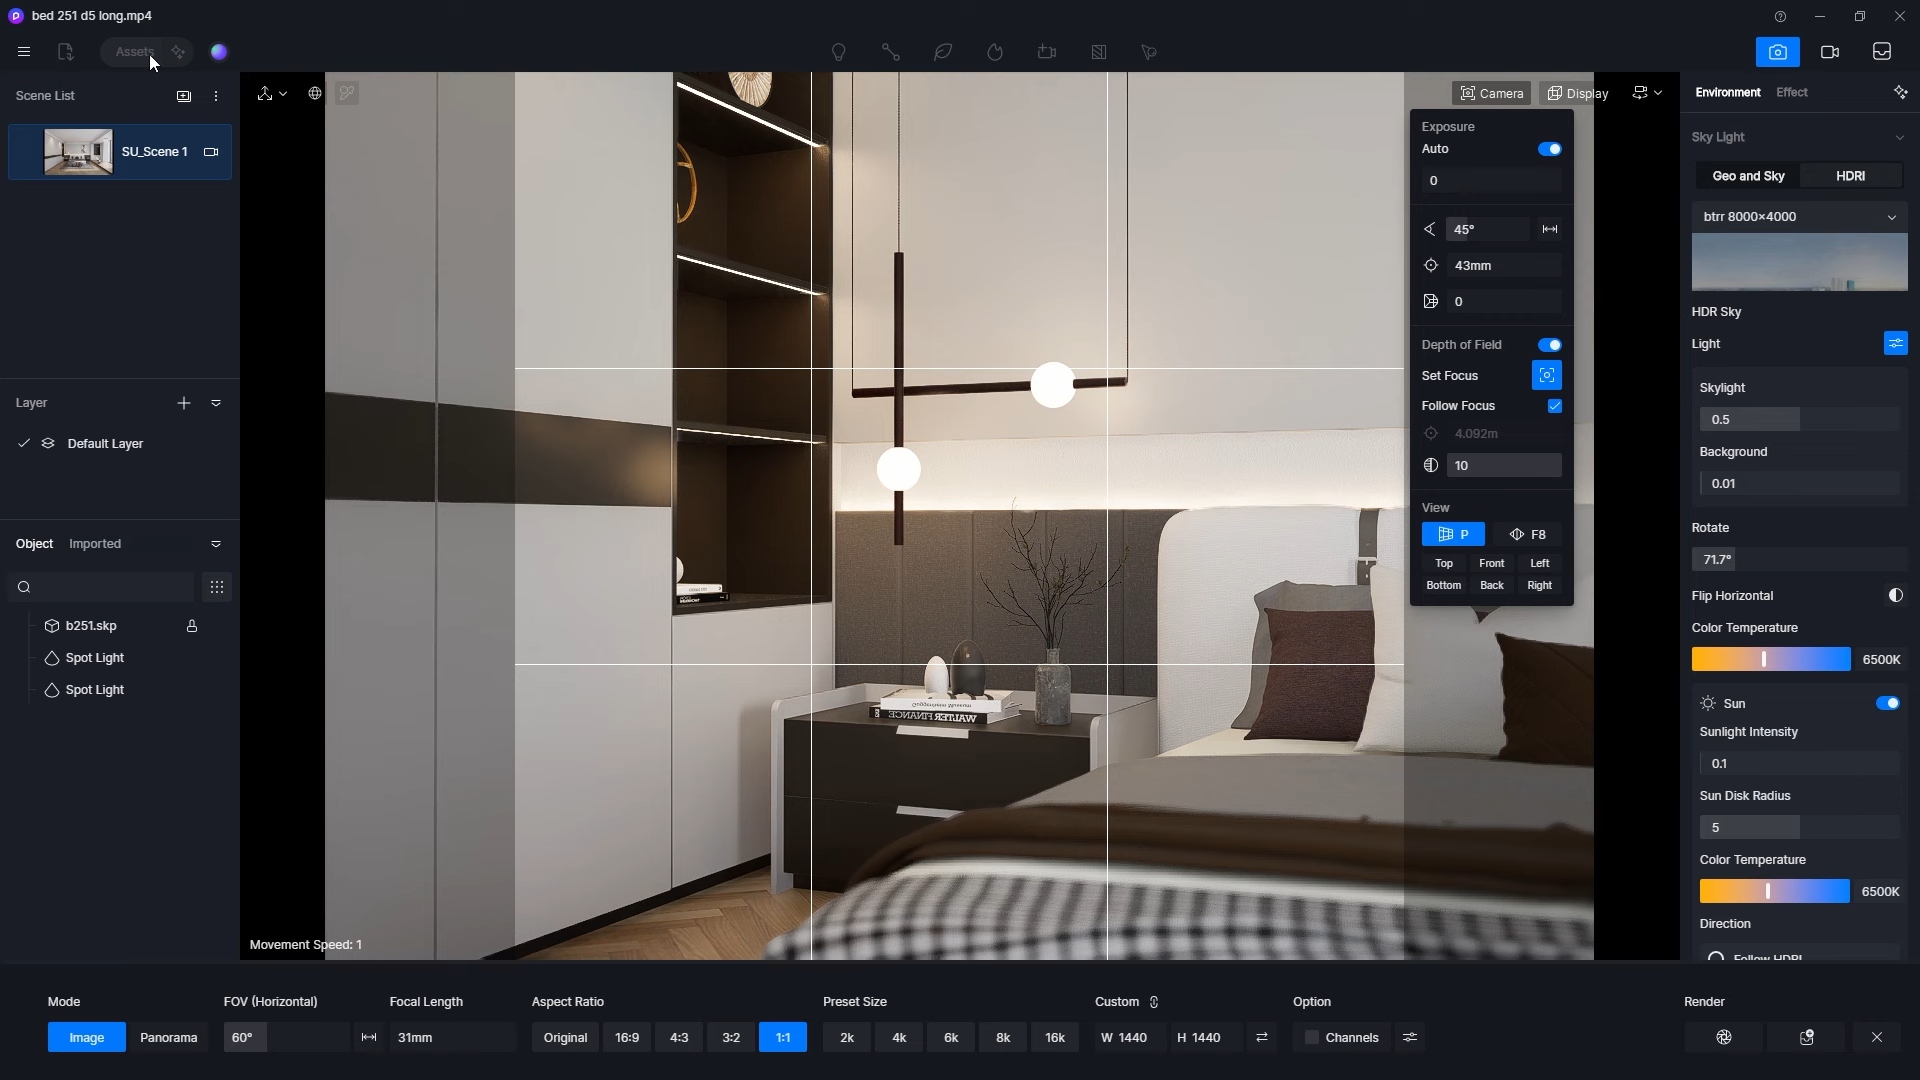 bed 251 d5 long.mp4
Assets
Scene List
SU_Scene 1
Camera
Display
Environment
Effect
Exposure
Auto
0
45°
43mm
0
Depth of Field
Set Focus
Follow Focus
4.092m
10
View
P
F8
Top
Front
Left
Bottom
Back
Right
Sky Light
Geo and Sky
HDRI
btrr 8000×4000
HDR Sky
Light
Skylight
0.5
Background
0.01
Rotate
71.7°
Flip Horizontal
Color Temperature
6500K
Sun
Sunlight Intensity
0.1
Sun Disk Radius
5
Color Temperature
6500K
Direction
Follow HDRI
Layer
Default Layer
Object
Imported
b251.skp
Spot Light
Spot Light
Guggenheim Museum
WALTER FINANCE
Movement Speed: 1
Mode
Image
Panorama
FOV (Horizontal)
60°
Focal Length
31mm
Aspect Ratio
Original
16:9
4:3
3:2
1:1
Preset Size
2k
4k
6k
8k
16k
Custom
W 1440
H 1440
Option
Channels
Render